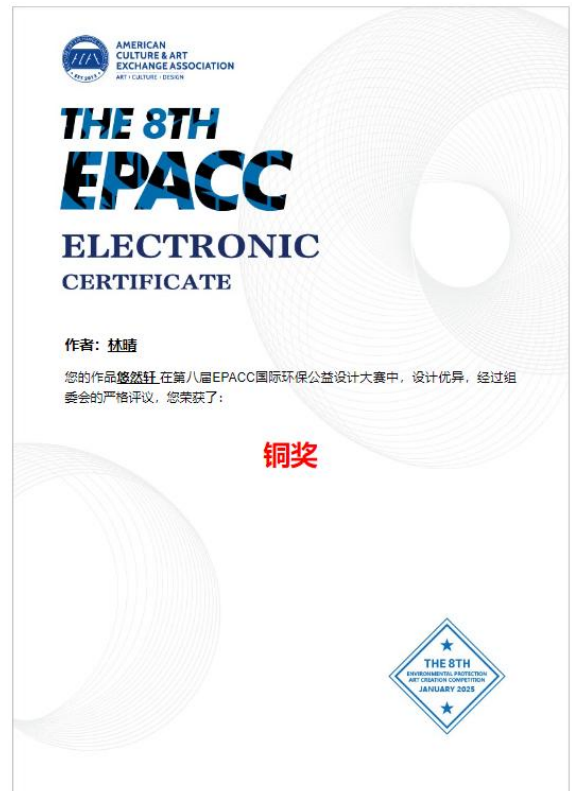 AMERICAN
CULTURE & ART
EXCHANGE ASSOCIATION
ART • CULTURE • DESIGN
THE 8TH
EPACC
ELECTRONIC
CERTIFICATE
作者：林晴
您的作品悠然轩 在第八届EPACC国际环保公益设计大赛中，设计优异，经过组
委会的严格评议，您荣获了：
铜奖
THE 8TH
ENVIRONMENTAL PROTECTION
ART CREATION COMPETITION
JANUARY 2025